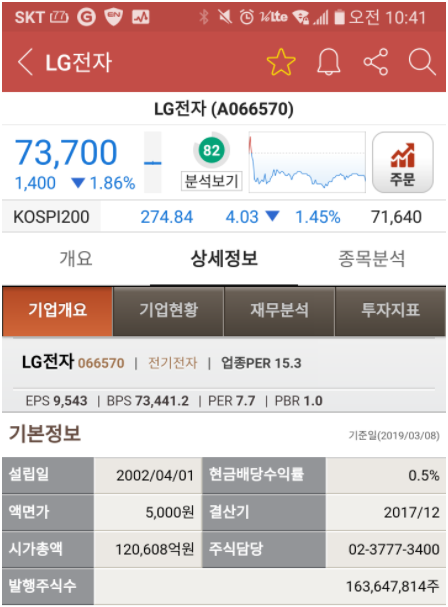 SKT G EN Volte 오전 10:41
LG전자
LG전자 (A066570)
73,700
1,400 ▼1.86%
82
분석보기
주문
KOSPI200 274.84 4.03 ▼ 1.45% 71,640
개요 상세정보 종목분석
기업개요 기업현황 재무분석 투자지표
LG전자 066570 | 전기전자 | 업종PER 15.3
EPS 9,543 | BPS 73,441.2 | PER 7.7 | PBR 1.0
기본정보 기준일(2019/03/08)
설립일 2002/04/01 현금배당수익률 0.5%
액면가 5,000원 결산기 2017/12
시가총액 120,608억원 주식담당 02-3777-3400
발행주식수 163,647,814주